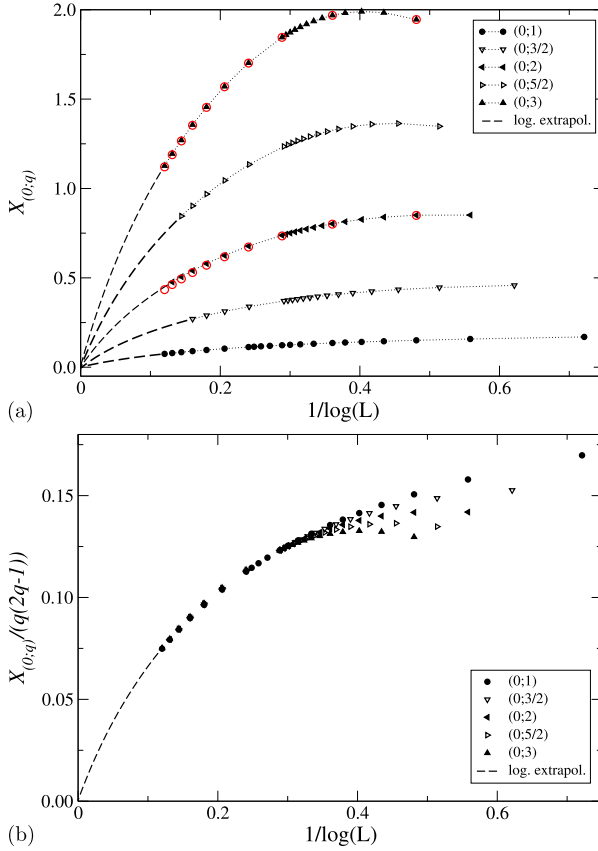 2.0
1.5
1.0
0.5
0.0
X(0;q)
(0;1)
(0;3/2)
(0;2)
(0;5/2)
(0;3)
log. extrapol.
0 0.2 0.4 0.6
1/log(L)
(a)
0.15
0.10
0.05
0.00
X(0;q)/(q(2q-1))
(0;1)
(0;3/2)
(0;2)
(0;5/2)
(0;3)
log. extrapol.
0 0.2 0.4 0.6
1/log(L)
(b)